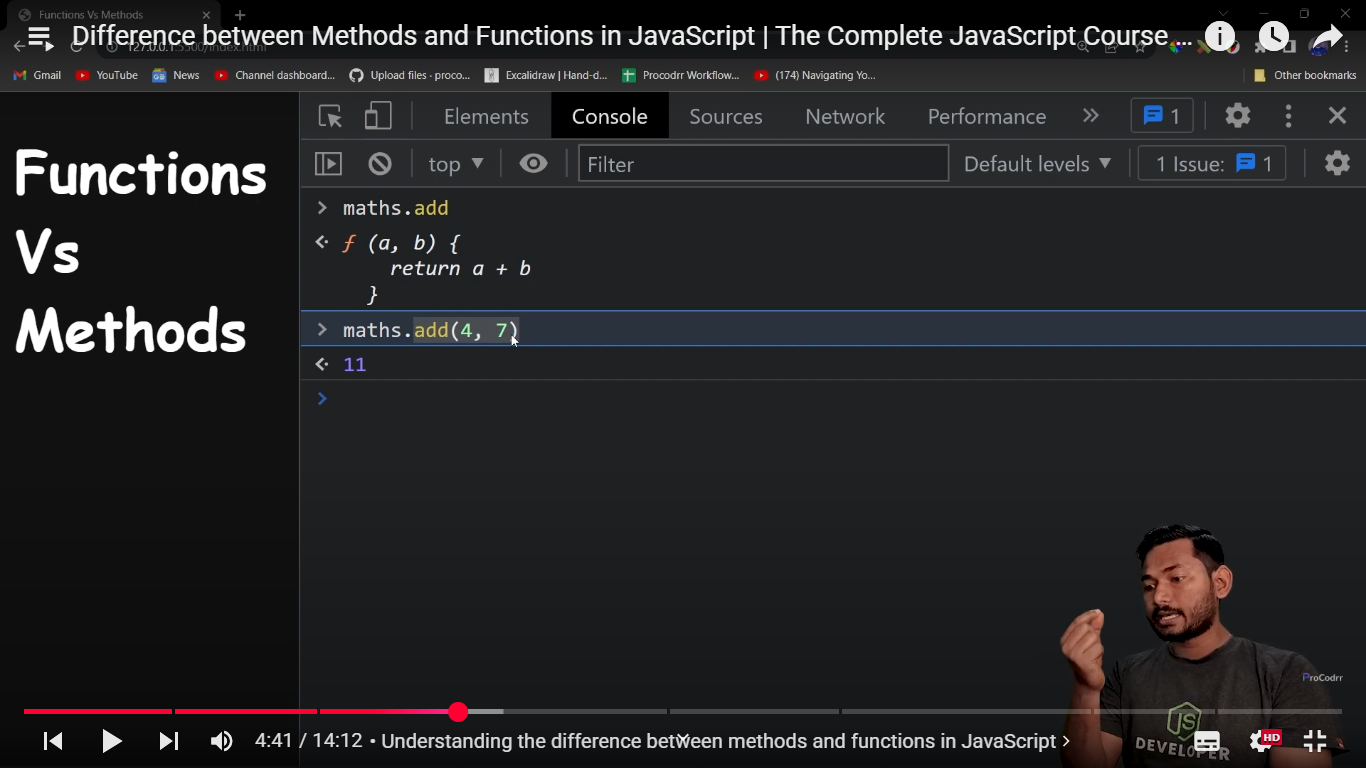 Functions Vs Methods
Difference between Methods and Functions in JavaScript | The Complete JavaScript Course...
127.0.0.1:5500/index.html
Gmail YouTube News Channel dashboard... Upload files · proco... Excalidraw | Hand-d... Procodrr Workflow... (174) Navigating Yo... Other bookmarks
Elements Console Sources Network Performance 1
top Filter Default levels 1 Issue: 1
Functions
Vs
Methods
> maths.add
ƒ (a, b) {
return a + b
}
> maths.add(4, 7)
11
>
ProCodrr
JS
DEVELOPER
4:41 / 14:12 • Understanding the difference between methods and functions in JavaScript
HD